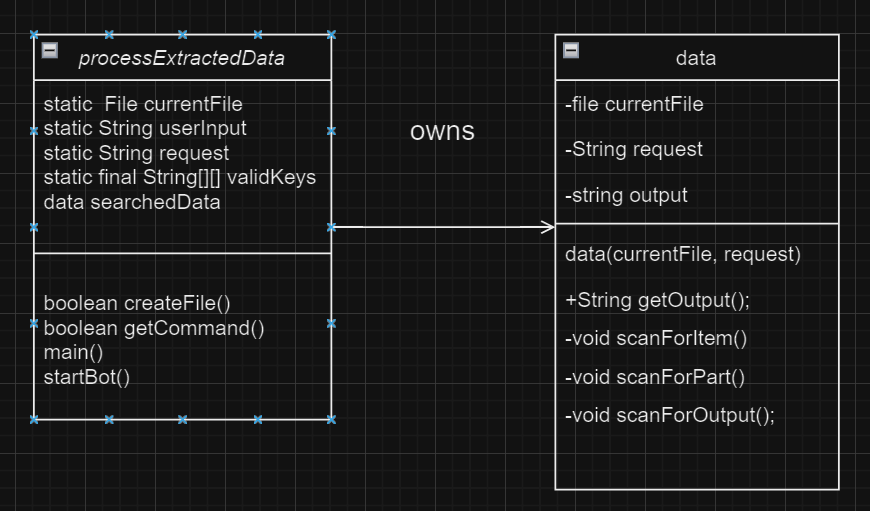 processExtractedData
static  File currentFile
static String userInput
static String request
static final String[][] validKeys
data searchedData
boolean createFile()
boolean getCommand()
main()
startBot()
owns
data
-file currentFile
-String request
-string output
data(currentFile, request)
+String getOutput();
-void scanForItem()
-void scanForPart()
-void scanForOutput();